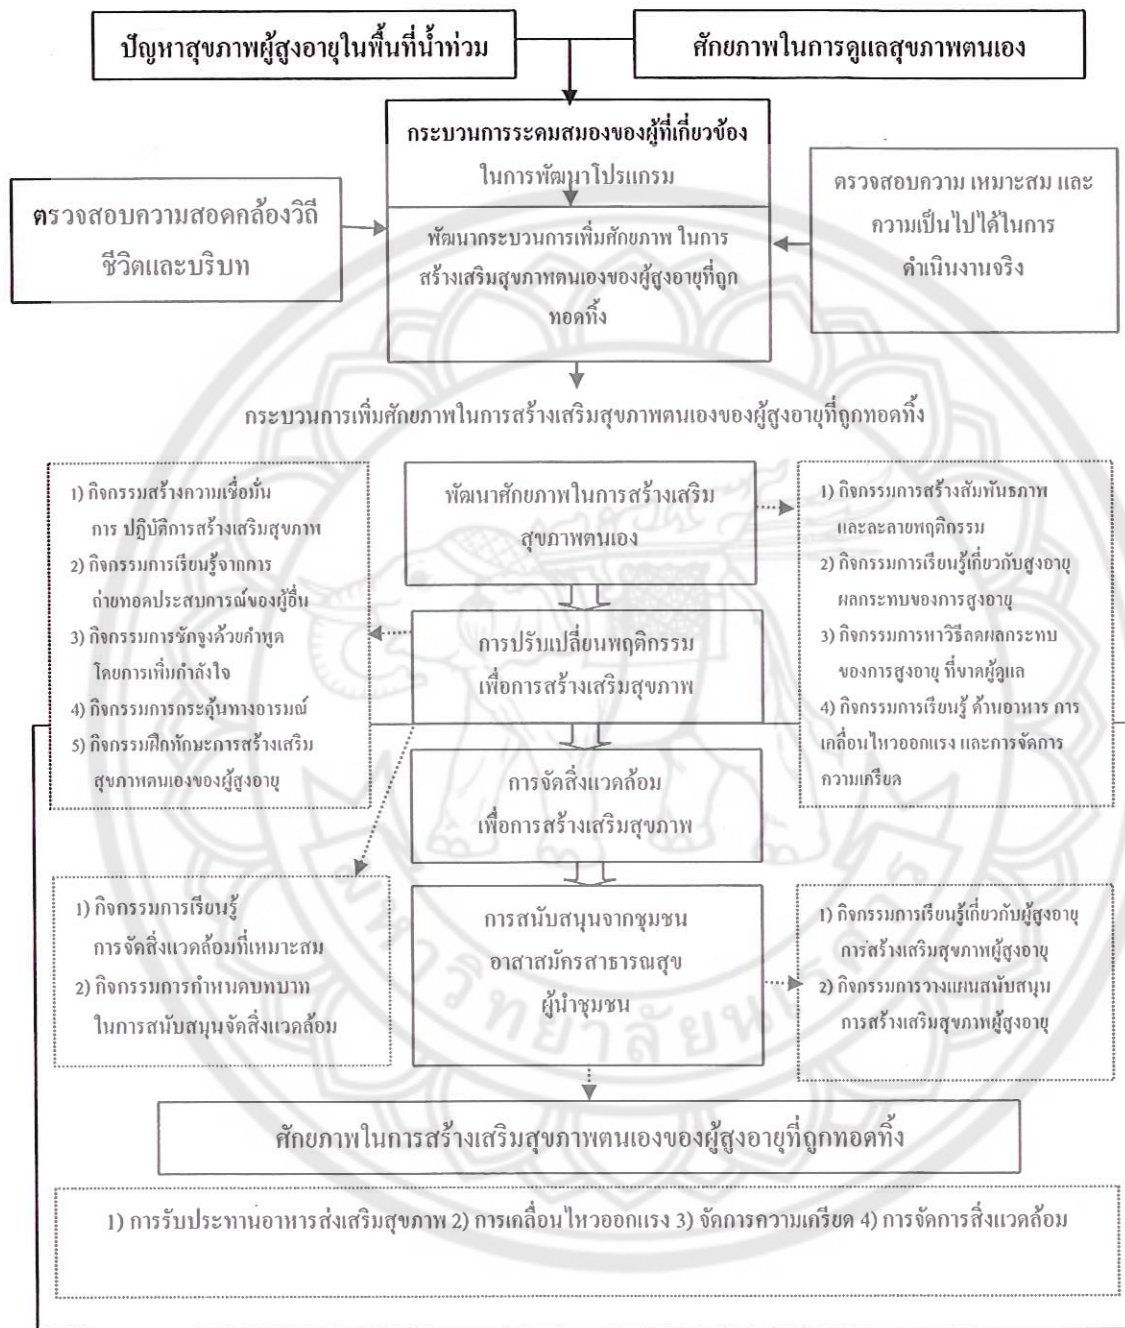 ปัญหาสุขภาพผู้สูงอายุในพื้นที่น้ำท่วม
ศักยภาพในการดูแลสุขภาพตนเอง
กระบวนการระดมสมองของผู้ที่เกี่ยวข้อง
ในการพัฒนาโปรแกรม
ตรวจสอบความสอดคล้องวิถี
ชีวิตและบริบท
พัฒนากระบวนการเพิ่มศักยภาพ ในการ
สร้างเสริมสุขภาพตนเองของผู้สูงอายุที่ถูก
ทอดทิ้ง
ตรวจสอบความ เหมาะสม และ
ความเป็นไปได้ในการ
ดำเนินงานจริง
กระบวนการเพิ่มศักยภาพในการสร้างเสริมสุขภาพตนเองของผู้สูงอายุที่ถูกทอดทิ้ง
1) กิจกรรมสร้างความเชื่อมั่น
การ ปฏิบัติการสร้างเสริมสุขภาพ
2) กิจกรรมการเรียนรู้จากการ
ถ่ายทอดประสบการณ์ของผู้อื่น
3) กิจกรรมการชักจูงด้วยคำพูด
โดยการเพิ่มกำลังใจ
4) กิจกรรมการกระตุ้นทางอารมณ์
5) กิจกรรมฝึกทักษะการสร้างเสริม
สุขภาพตนเองของผู้สูงอายุ
พัฒนาศักยภาพในการสร้างเสริม
สุขภาพตนเอง
1) กิจกรรมการสร้างสัมพันธภาพ
และละลายพฤติกรรม
2) กิจกรรมการเรียนรู้เกี่ยวกับสูงอายุ
ผลกระทบของการสูงอายุ
3) กิจกรรมการหาวิธีลดผลกระทบ
ของการสูงอายุ ที่ขาดผู้ดูแล
4) กิจกรรมการเรียนรู้ ด้านอาหาร การ
เคลื่อนไหวออกแรง และการจัดการ
ความเครียด
การปรับเปลี่ยนพฤติกรรม
เพื่อการสร้างเสริมสุขภาพ
การจัดสิ่งแวดล้อม
เพื่อการสร้างเสริมสุขภาพ
1) กิจกรรมการเรียนรู้
การจัดสิ่งแวดล้อมที่เหมาะสม
2) กิจกรรมการกำหนดบทบาท
ในการสนับสนุนจัดสิ่งแวดล้อม
การสนับสนุนจากชุมชน
อาสาสมัครสาธารณสุข
ผู้นำชุมชน
1) กิจกรรมการเรียนรู้เกี่ยวกับผู้สูงอายุ
การสร้างเสริมสุขภาพผู้สูงอายุ
2) กิจกรรมการวางแผนสนับสนุน
การสร้างเสริมสุขภาพผู้สูงอายุ
มหาวิทยาลัยนเรศวร
ศักยภาพในการสร้างเสริมสุขภาพตนเองของผู้สูงอายุที่ถูกทอดทิ้ง
1) การรับประทานอาหารส่งเสริมสุขภาพ 2) การเคลื่อนไหวออกแรง 3) จัดการความเครียด 4) การจัดการสิ่งแวดล้อม